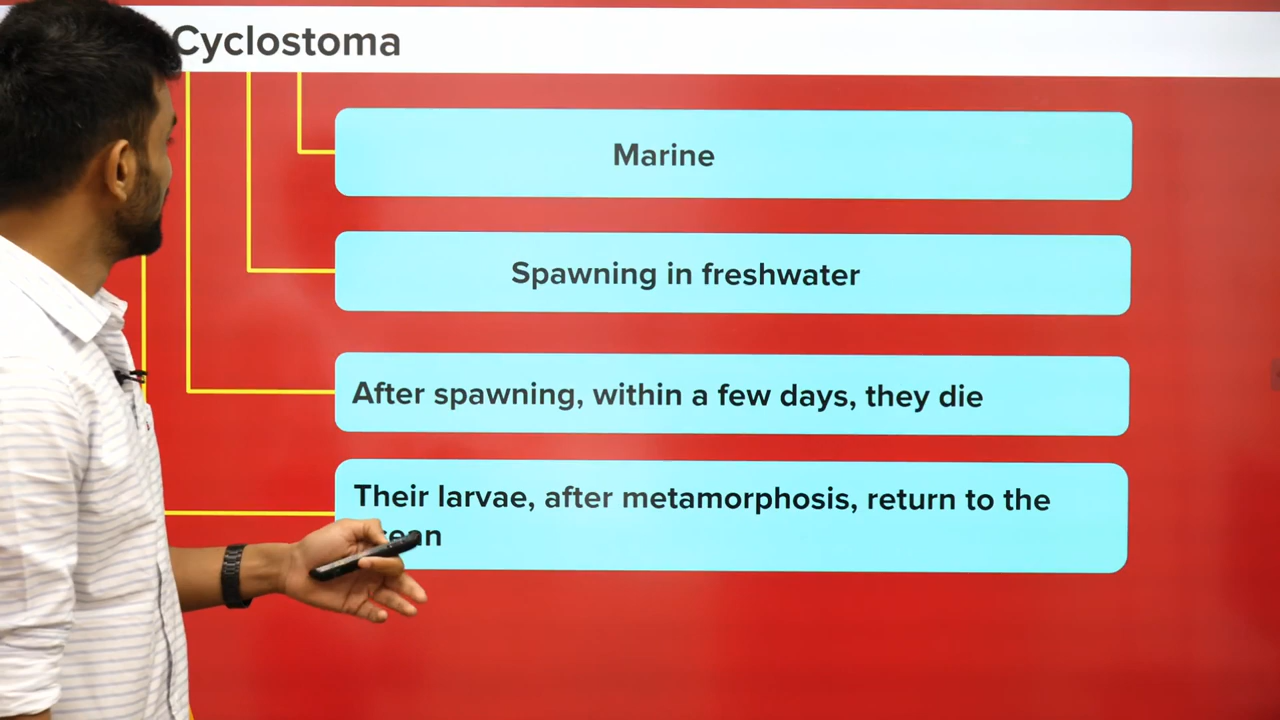 Cyclostoma
Marine
Spawning in freshwater
After spawning, within a few days, they die
Their larvae, after metamorphosis, return to the